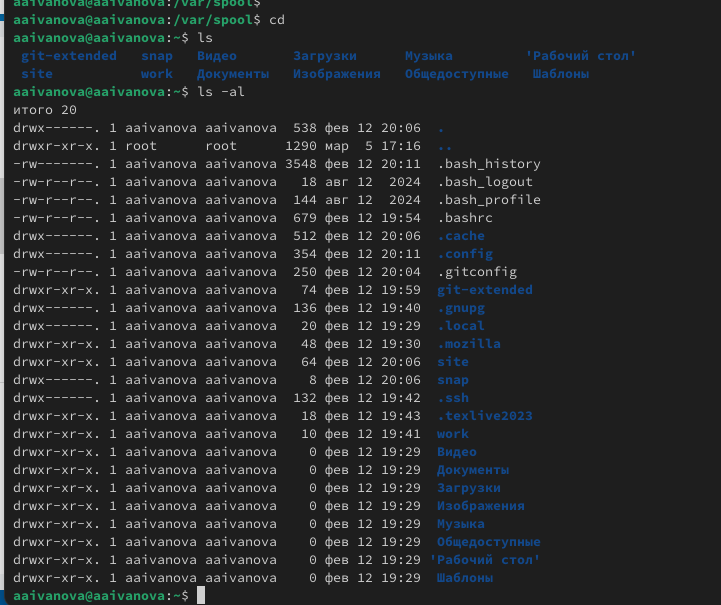 aaivanova@aaivanova:/var/spool$
aaivanova@aaivanova:/var/spool$ cd
aaivanova@aaivanova:~$ ls
git-extended snap Видео Загрузки Музыка 'Рабочий стол'
site work Документы Изображения Общедоступные Шаблоны
aaivanova@aaivanova:~$ ls -al
итого 20
drwx------. 1 aaivanova aaivanova 538 фев 12 20:06 .
drwxr-xr-x. 1 root root 1290 мар 5 17:16 ..
-rw-------. 1 aaivanova aaivanova 3548 фев 12 20:11 .bash_history
-rw-r--r--. 1 aaivanova aaivanova 18 авг 12 2024 .bash_logout
-rw-r--r--. 1 aaivanova aaivanova 144 авг 12 2024 .bash_profile
-rw-r--r--. 1 aaivanova aaivanova 679 фев 12 19:54 .bashrc
drwx------. 1 aaivanova aaivanova 512 фев 12 20:06 .cache
drwx------. 1 aaivanova aaivanova 354 фев 12 20:11 .config
-rw-r--r--. 1 aaivanova aaivanova 250 фев 12 20:04 .gitconfig
drwxr-xr-x. 1 aaivanova aaivanova 74 фев 12 19:59 git-extended
drwx------. 1 aaivanova aaivanova 136 фев 12 19:40 .gnupg
drwx------. 1 aaivanova aaivanova 20 фев 12 19:29 .local
drwxr-xr-x. 1 aaivanova aaivanova 48 фев 12 19:30 .mozilla
drwxr-xr-x. 1 aaivanova aaivanova 64 фев 12 20:06 site
drwx------. 1 aaivanova aaivanova 8 фев 12 20:06 snap
drwx------. 1 aaivanova aaivanova 132 фев 12 19:42 .ssh
drwxr-xr-x. 1 aaivanova aaivanova 18 фев 12 19:43 .texlive2023
drwxr-xr-x. 1 aaivanova aaivanova 10 фев 12 19:41 work
drwxr-xr-x. 1 aaivanova aaivanova 0 фев 12 19:29 Видео
drwxr-xr-x. 1 aaivanova aaivanova 0 фев 12 19:29 Документы
drwxr-xr-x. 1 aaivanova aaivanova 0 фев 12 19:29 Загрузки
drwxr-xr-x. 1 aaivanova aaivanova 0 фев 12 19:29 Изображения
drwxr-xr-x. 1 aaivanova aaivanova 0 фев 12 19:29 Музыка
drwxr-xr-x. 1 aaivanova aaivanova 0 фев 12 19:29 Общедоступные
drwxr-xr-x. 1 aaivanova aaivanova 0 фев 12 19:29 'Рабочий стол'
drwxr-xr-x. 1 aaivanova aaivanova 0 фев 12 19:29 Шаблоны
aaivanova@aaivanova:~$